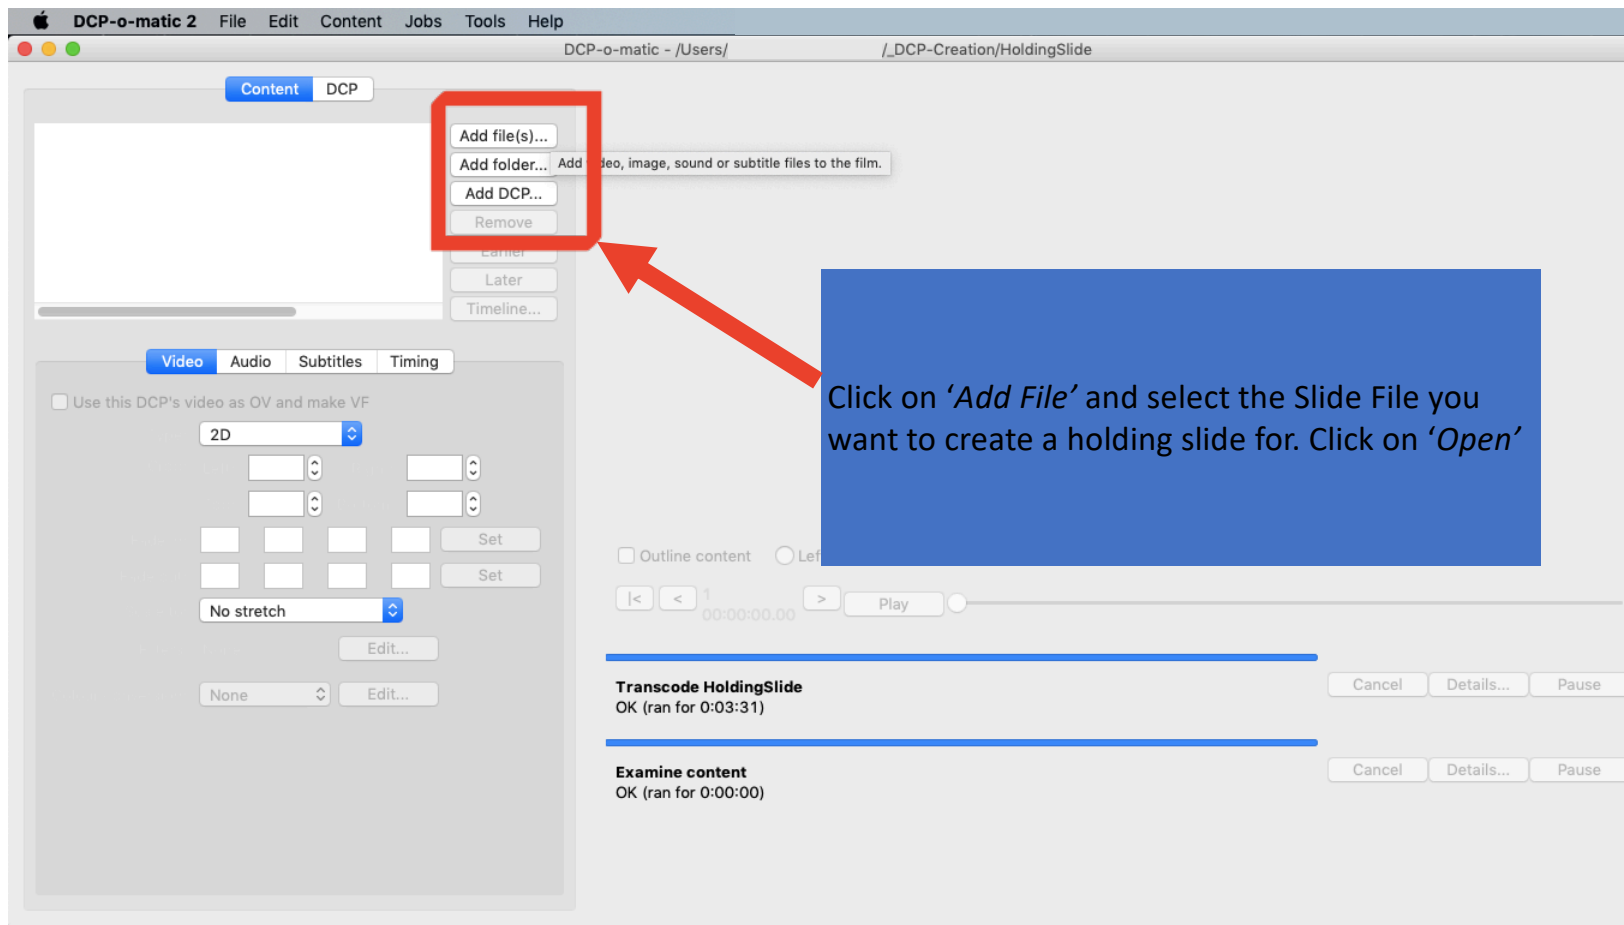 DCP-o-matic 2 File Edit Content Jobs Tools Help
DCP-o-matic - /Users/ /_DCP-Creation/HoldingSlide
Content DCP
Add file(s)...
Add folder...
Add video, image, sound or subtitle files to the film.
Add DCP...
Remove
Earlier
Later
Timeline...
Click on ‘Add File’ and select the Slide File you
want to create a holding slide for. Click on ‘Open’
Video Audio Subtitles Timing
Use this DCP's video as OV and make VF
2D
Set
Set
No stretch
Edit...
None Edit...
Outline content
|< < 1 > Play
00:00:00.00
Transcode HoldingSlide
OK (ran for 0:03:31)
Cancel Details... Pause
Examine content
OK (ran for 0:00:00)
Cancel Details... Pause